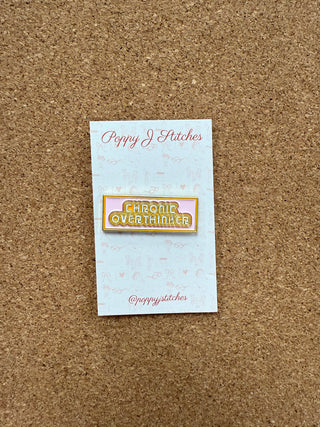 Poppy J Stitches
CHRONIC
OVERTHINKER
@poppyjstitches